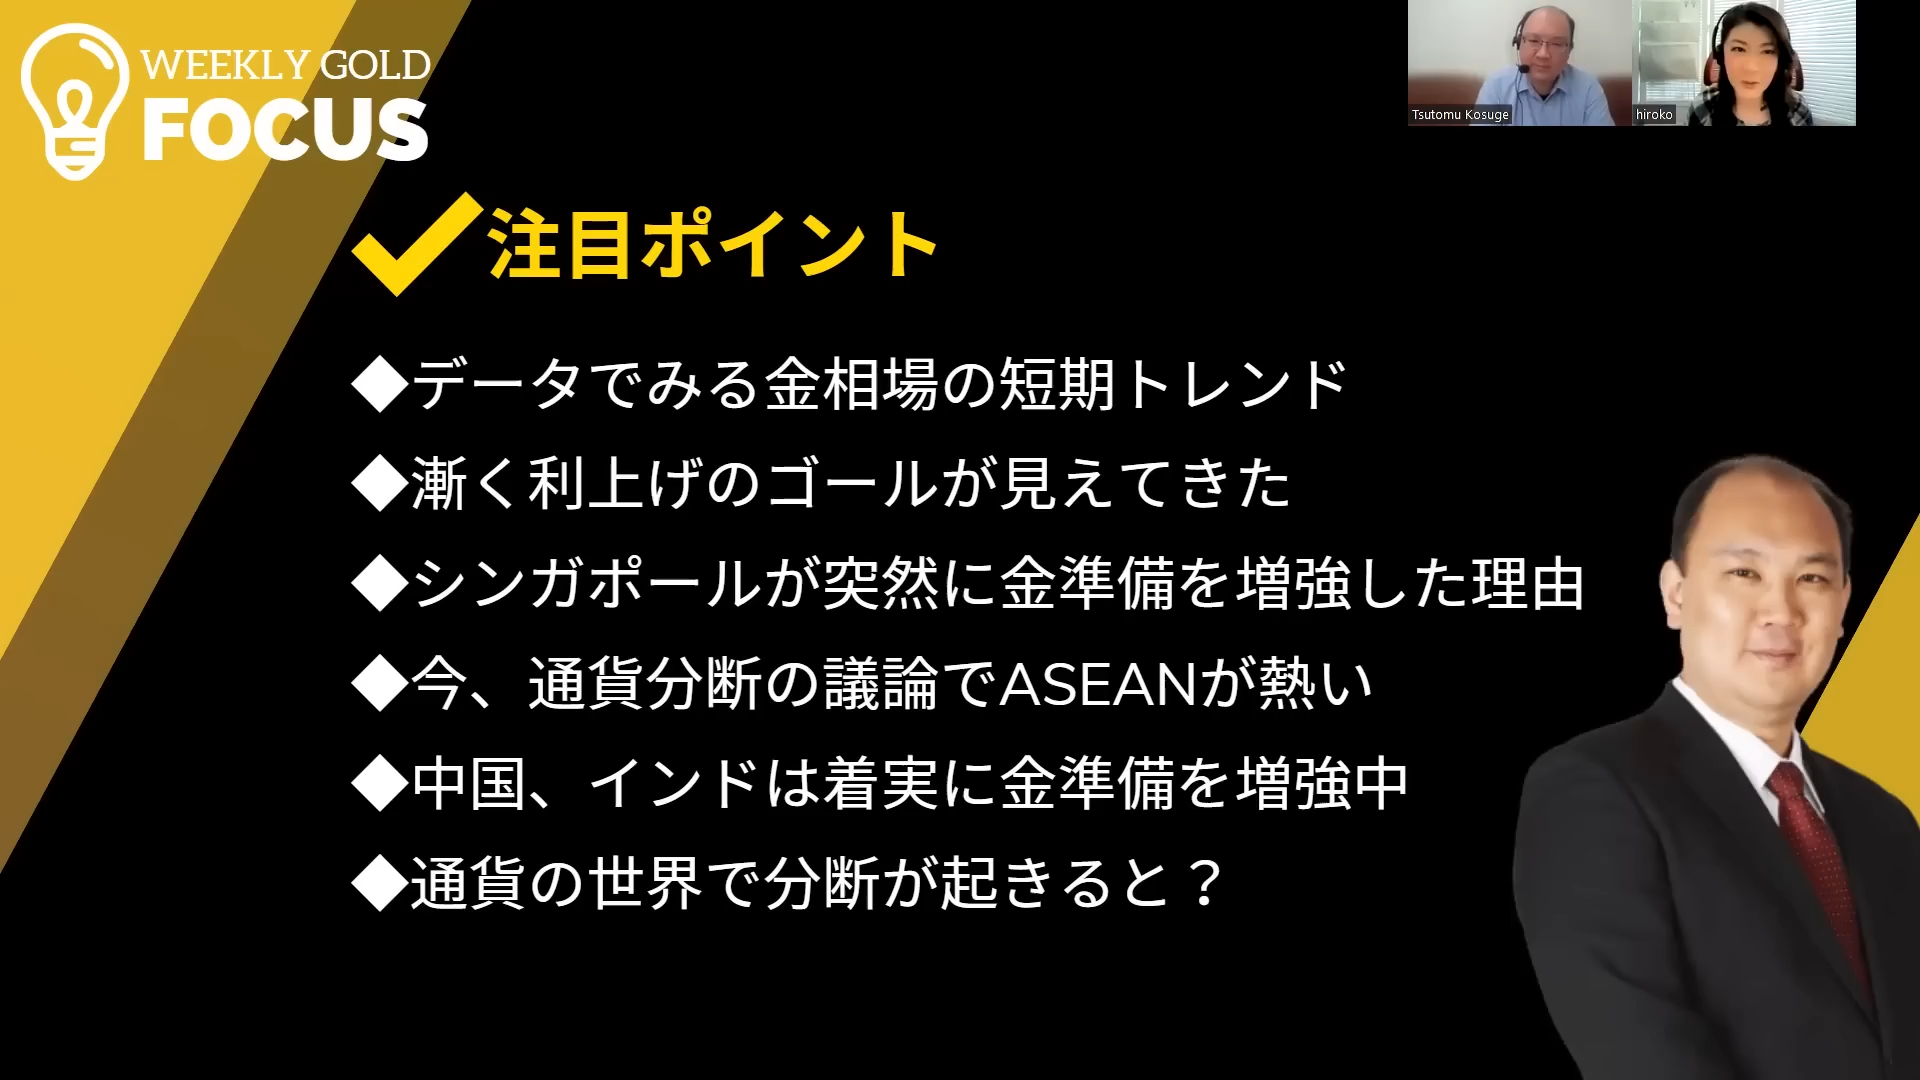 WEEKLY GOLD
FOCUS
Tsutomu Kosuge
hiroko
注目ポイント
◆データでみる金相場の短期トレンド
◆漸く利上げのゴールが見えてきた
◆シンガポールが突然に金準備を増強した理由
◆今、通貨分断の議論でASEANが熱い
◆中国、インドは着実に金準備を増強中
◆通貨の世界で分断が起きると？